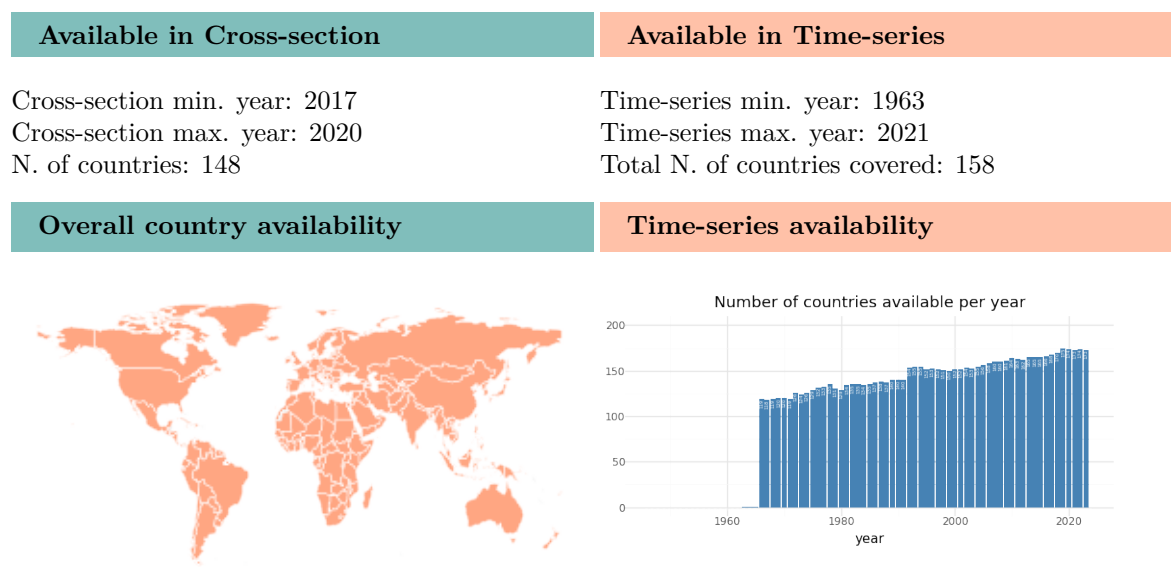 Available in Cross-section
Available in Time-series
Cross-section min. year: 2017
Cross-section max. year: 2020
N. of countries: 148
Time-series min. year: 1963
Time-series max. year: 2021
Total N. of countries covered: 158
Overall country availability
Time-series availability
Number of countries available per year
200
150
100
50
0
1960 1980 2000 2020
year